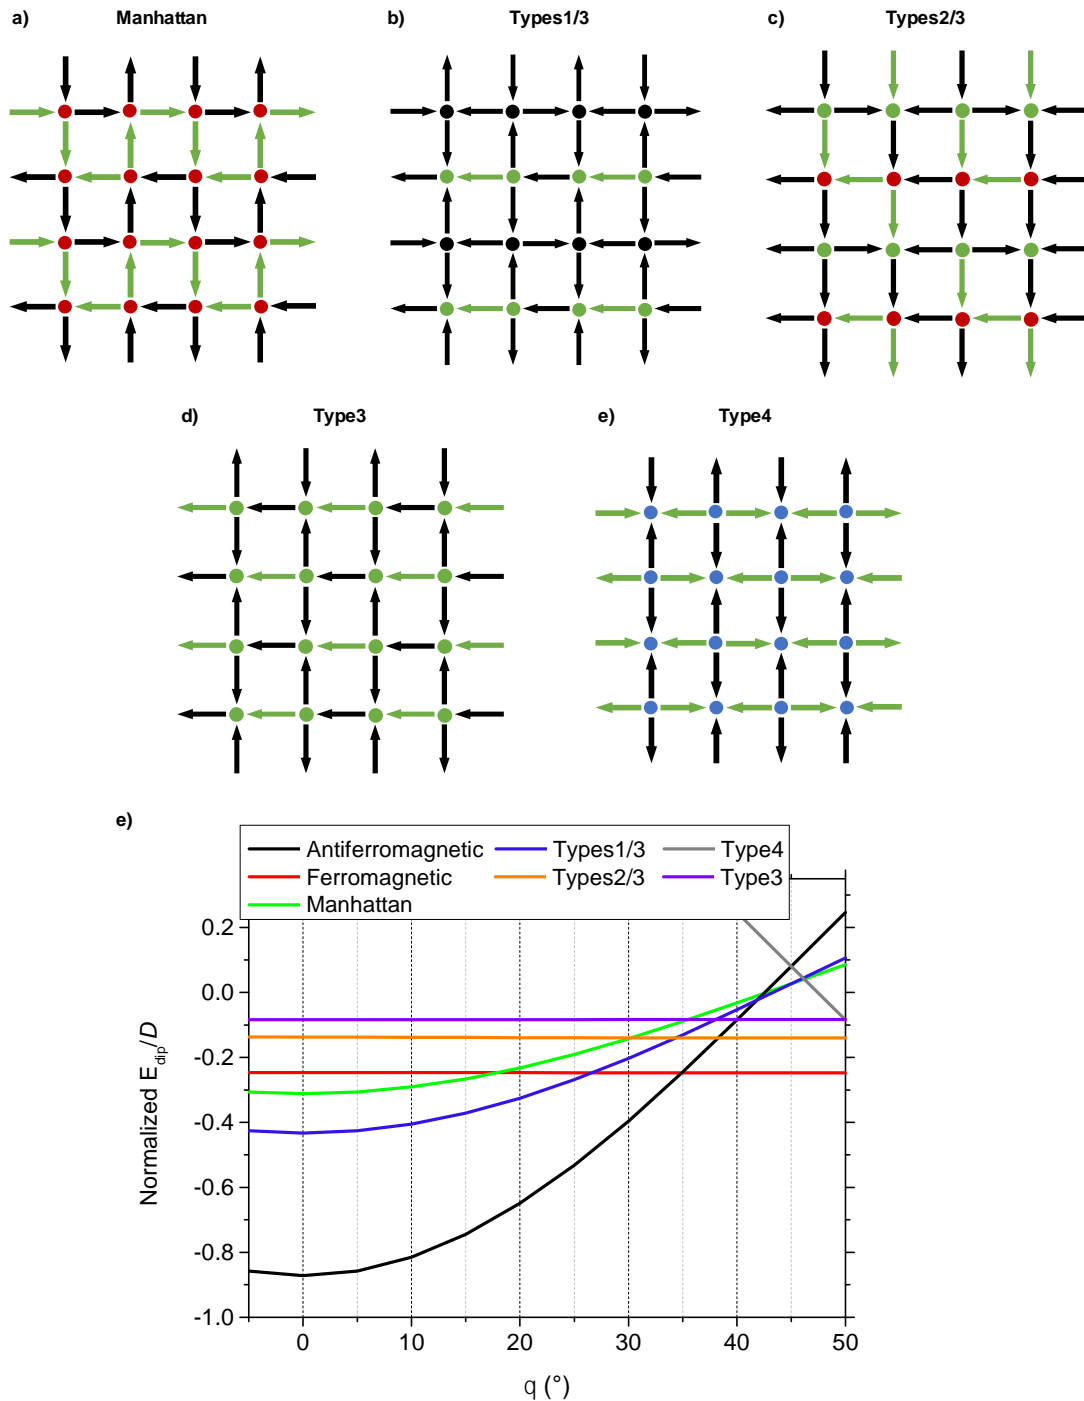 a) Manhattan
b) Types1/3
c) Types2/3
d) Type3
e) Type4
e)
Antiferromagnetic
Types1/3
Type4
Ferromagnetic
Types2/3
Type3
Manhattan
Normalized E_dip/D
0.2
0.0
-0.2
-0.4
-0.6
-0.8
-1.0
0 10 20 30 40 50
q (°)